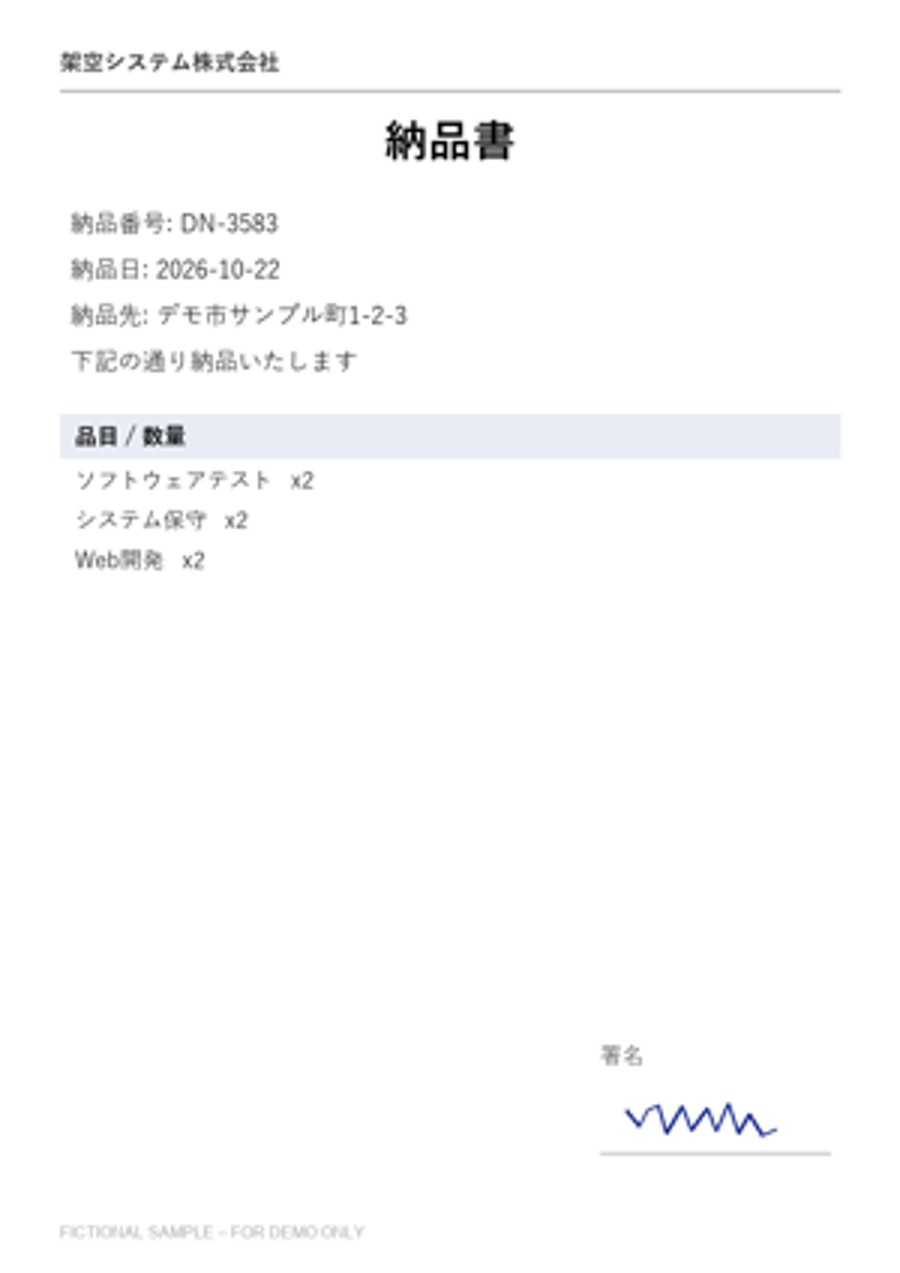 架空システム株式会社
納品書
納品番号: DN-3583
納品日: 2026-10-22
納品先: デモ市サンプル町1-2-3
下記の通り納品いたします
品目 / 数量
ソフトウェアテスト x2
システム保守 x2
Web開発 x2
署名
FICTIONAL SAMPLE – FOR DEMO ONLY